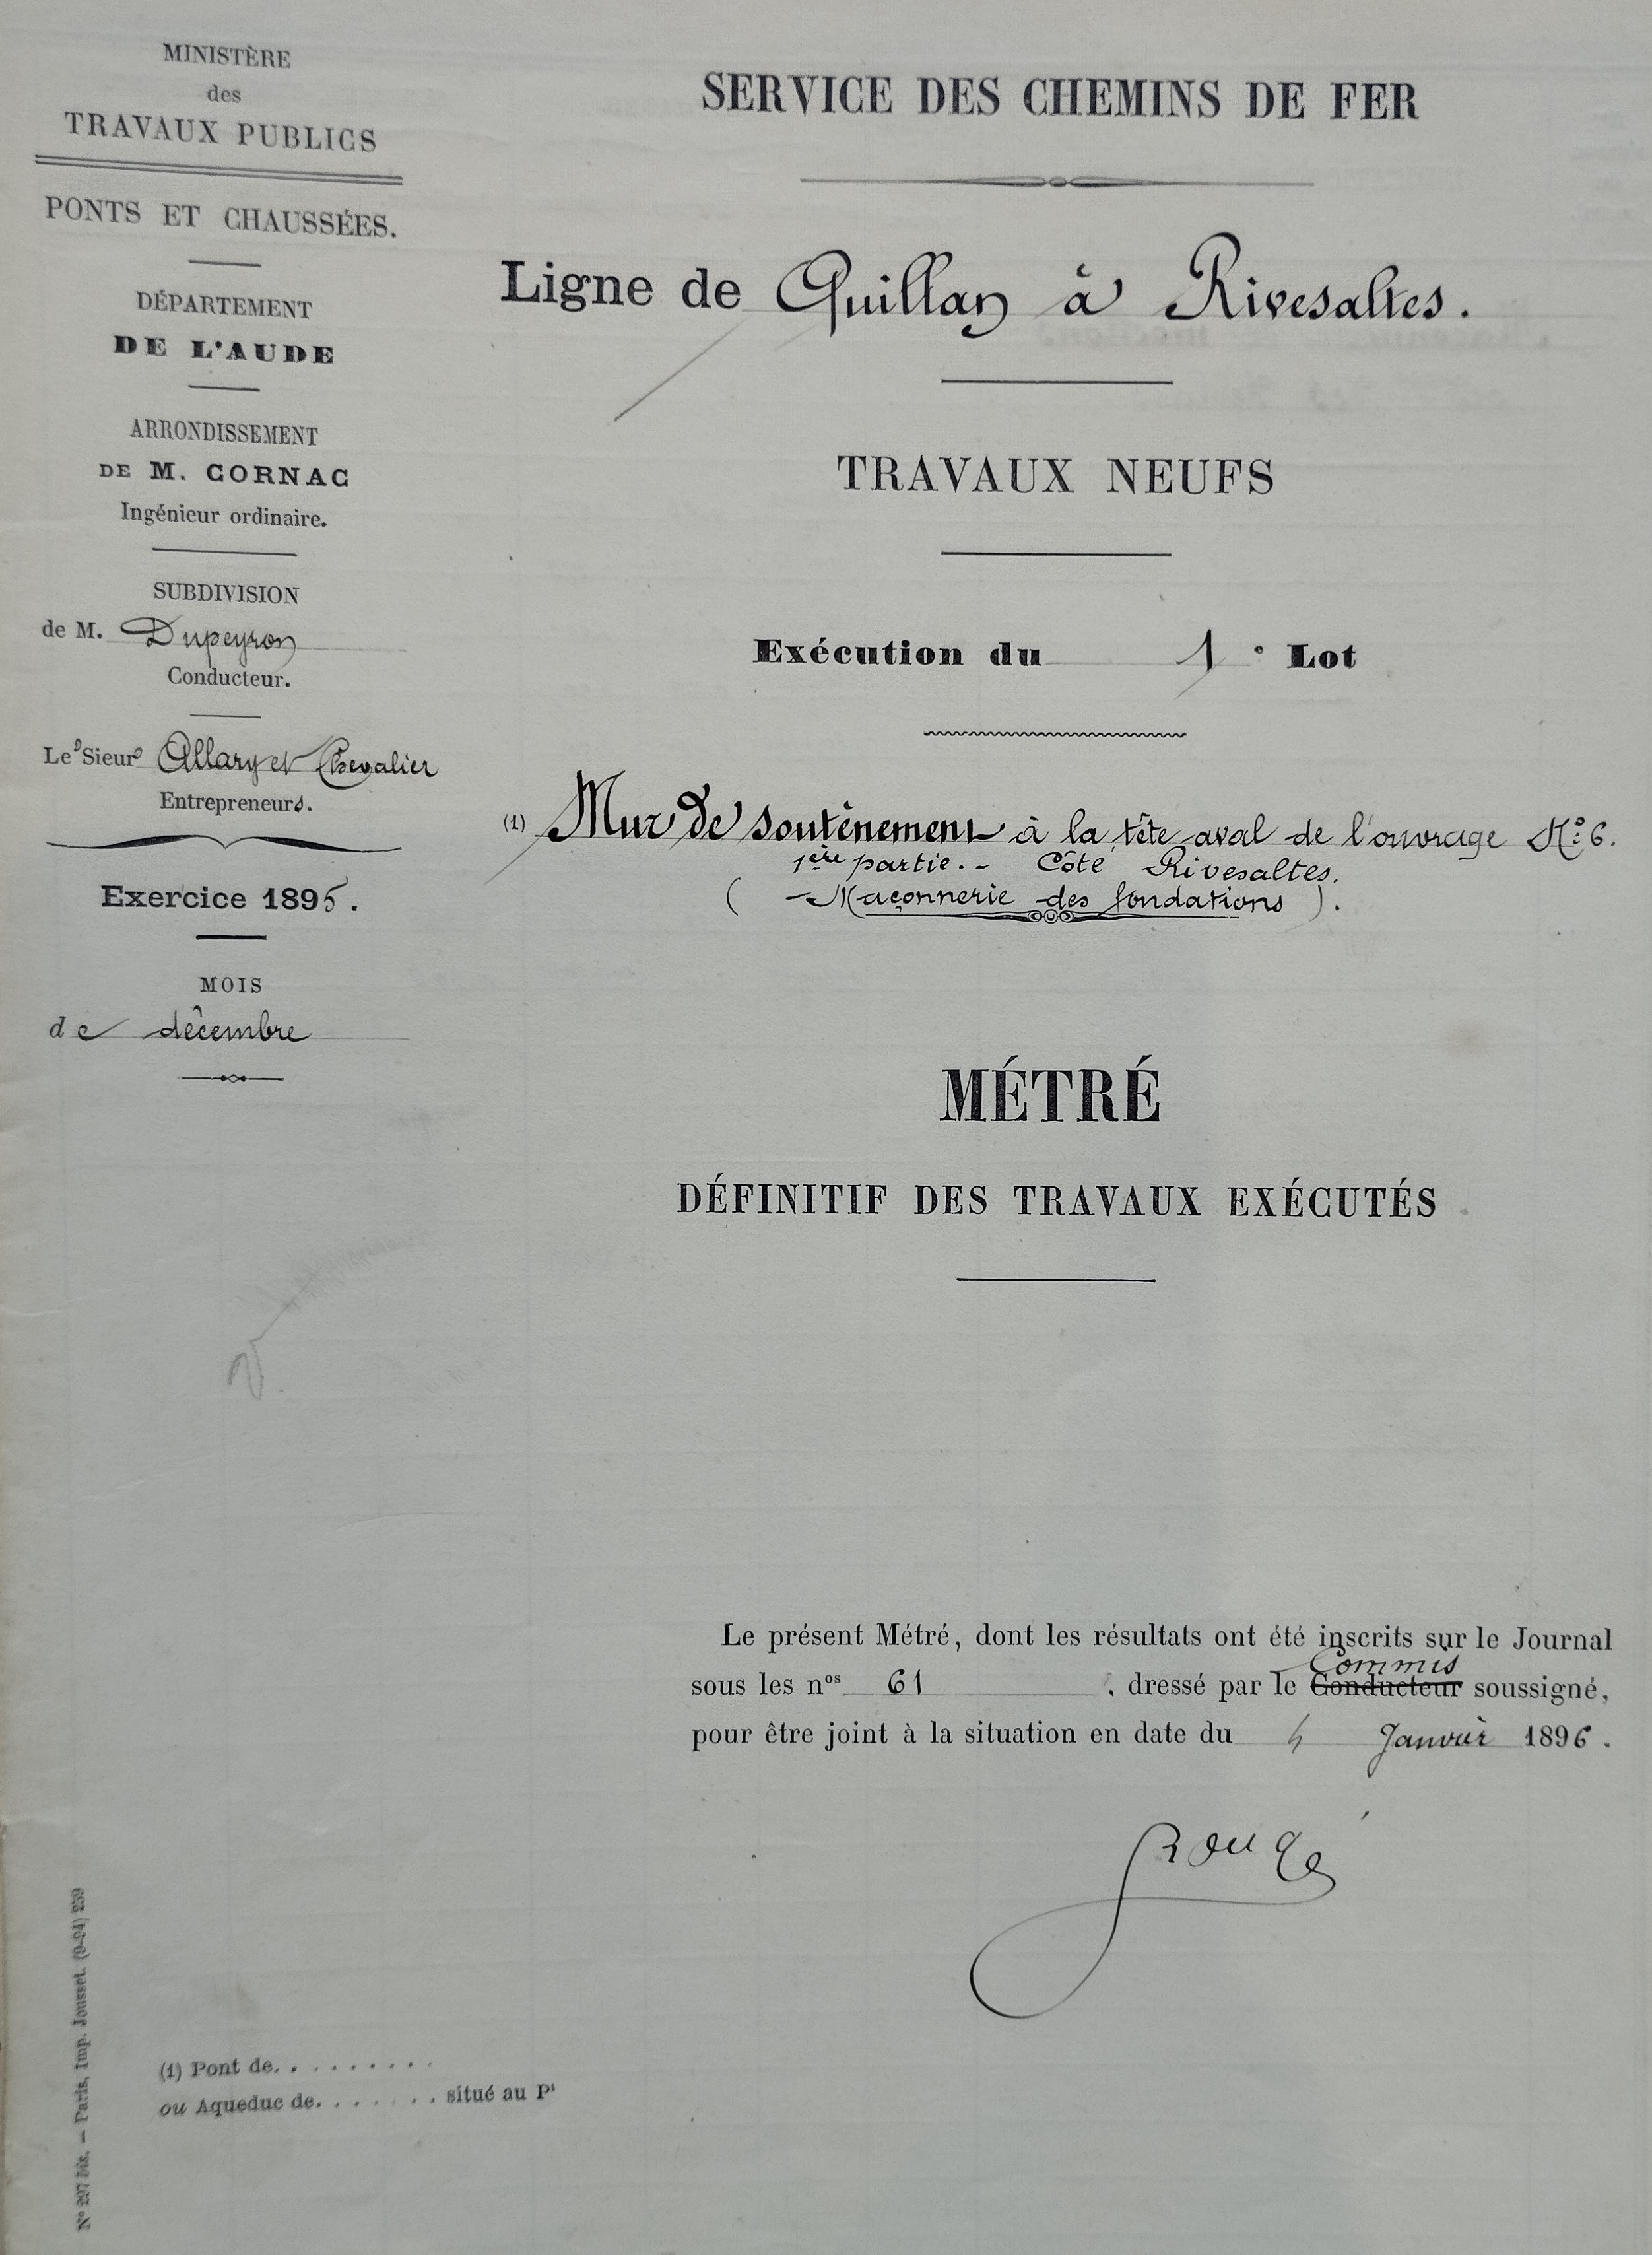 MINISTÈRE
des
TRAVAUX PUBLICS
PONTS ET CHAUSSÉES.
DÉPARTEMENT
DE L'AUDE
ARRONDISSEMENT
DE M. CORNAC
Ingénieur ordinaire.
SUBDIVISION
de M. Dupeyron
Conducteur.
Les Sieurs Allary et Chevalier
Entrepreneurs.
Exercice 1895.
MOIS
de décembre
SERVICE DES CHEMINS DE FER
Ligne de Quillan à Rivesaltes.
TRAVAUX NEUFS
Exécution du 1e Lot
(1) Mur de soutènement à la tête aval de l'ouvrage No: 6.
1ère partie. - Côté Rivesaltes.
( Maçonnerie des fondations ).
MÉTRÉ
DÉFINITIF DES TRAVAUX EXÉCUTÉS
Le présent Métré, dont les résultats ont été inscrits sur le Journal
Commis
sous les nos 61 , dressé par le Conducteur soussigné,
pour être joint à la situation en date du 4 Janvier 1896.
Rougé
(1) Pont de. . . . . . . . .
ou Aqueduc de. . . . . . . situé au Pt
No 297 bis. — Paris, Imp. Jousset. (9-94) 239